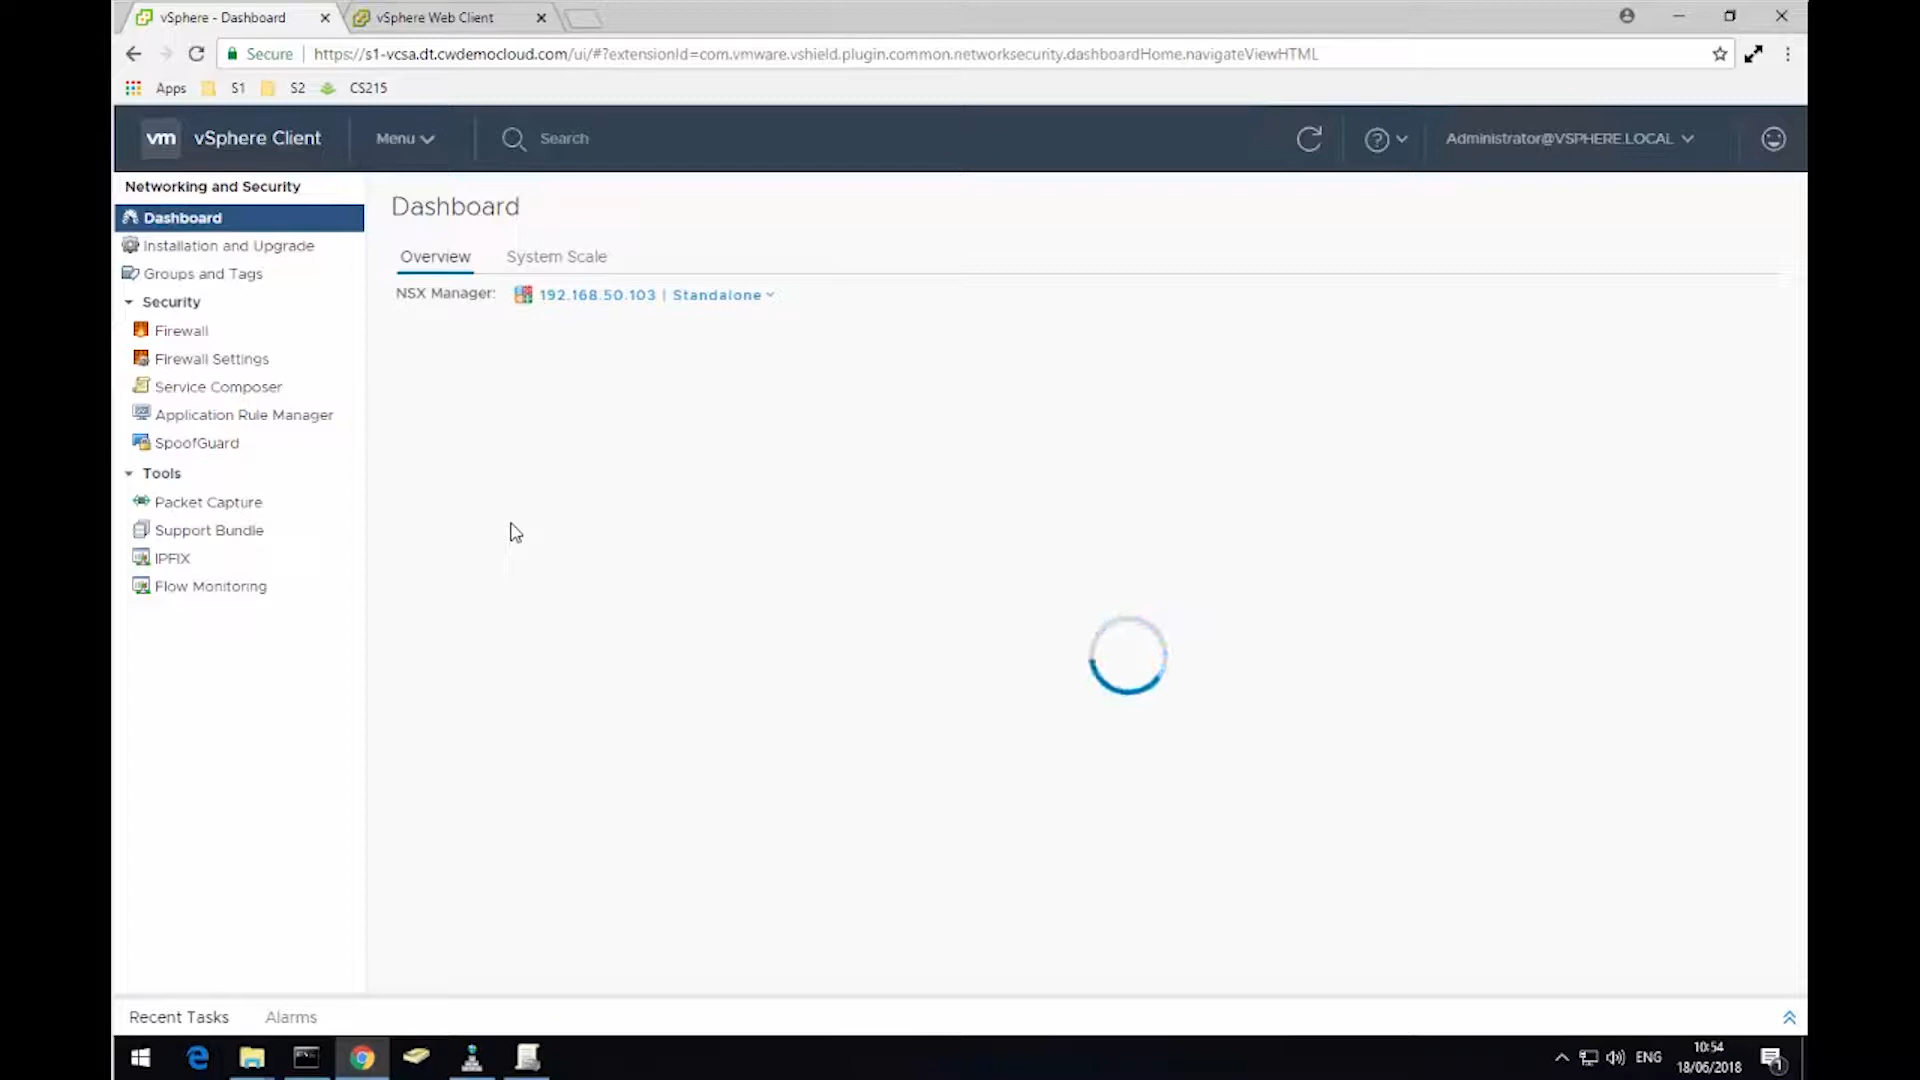 vSphere - Dashboard
vSphere Web Client
Secure
https://s1-vcsa.dt.cwdemocloud.com/ui/#?extensionId=com.vmware.vshield.plugin.common.networksecurity.dashboardHome.navigateViewHTML
Apps S1 S2 CS215
vm vSphere Client Menu Search Administrator@VSPHERE.LOCAL
Networking and Security
Dashboard
Installation and Upgrade
Groups and Tags
Security
Firewall
Firewall Settings
Service Composer
Application Rule Manager
SpoofGuard
Tools
Packet Capture
Support Bundle
IPFIX
Flow Monitoring
Dashboard
Overview System Scale
NSX Manager: 192.168.50.103 | Standalone
Recent Tasks Alarms
ENG
10:54
18/06/2018
1